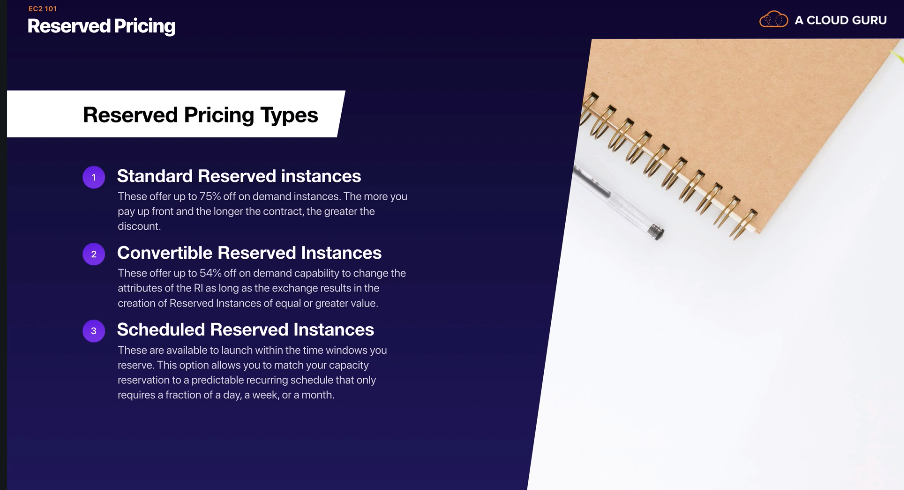 EC2 101
Reserved Pricing
A CLOUD GURU
Reserved Pricing Types
1
Standard Reserved instances
These offer up to 75% off on demand instances. The more you
pay up front and the longer the contract, the greater the
discount.
2
Convertible Reserved Instances
These offer up to 54% off on demand capability to change the
attributes of the RI as long as the exchange results in the
creation of Reserved Instances of equal or greater value.
3
Scheduled Reserved Instances
These are available to launch within the time windows you
reserve. This option allows you to match your capacity
reservation to a predictable recurring schedule that only
requires a fraction of a day, a week, or a month.